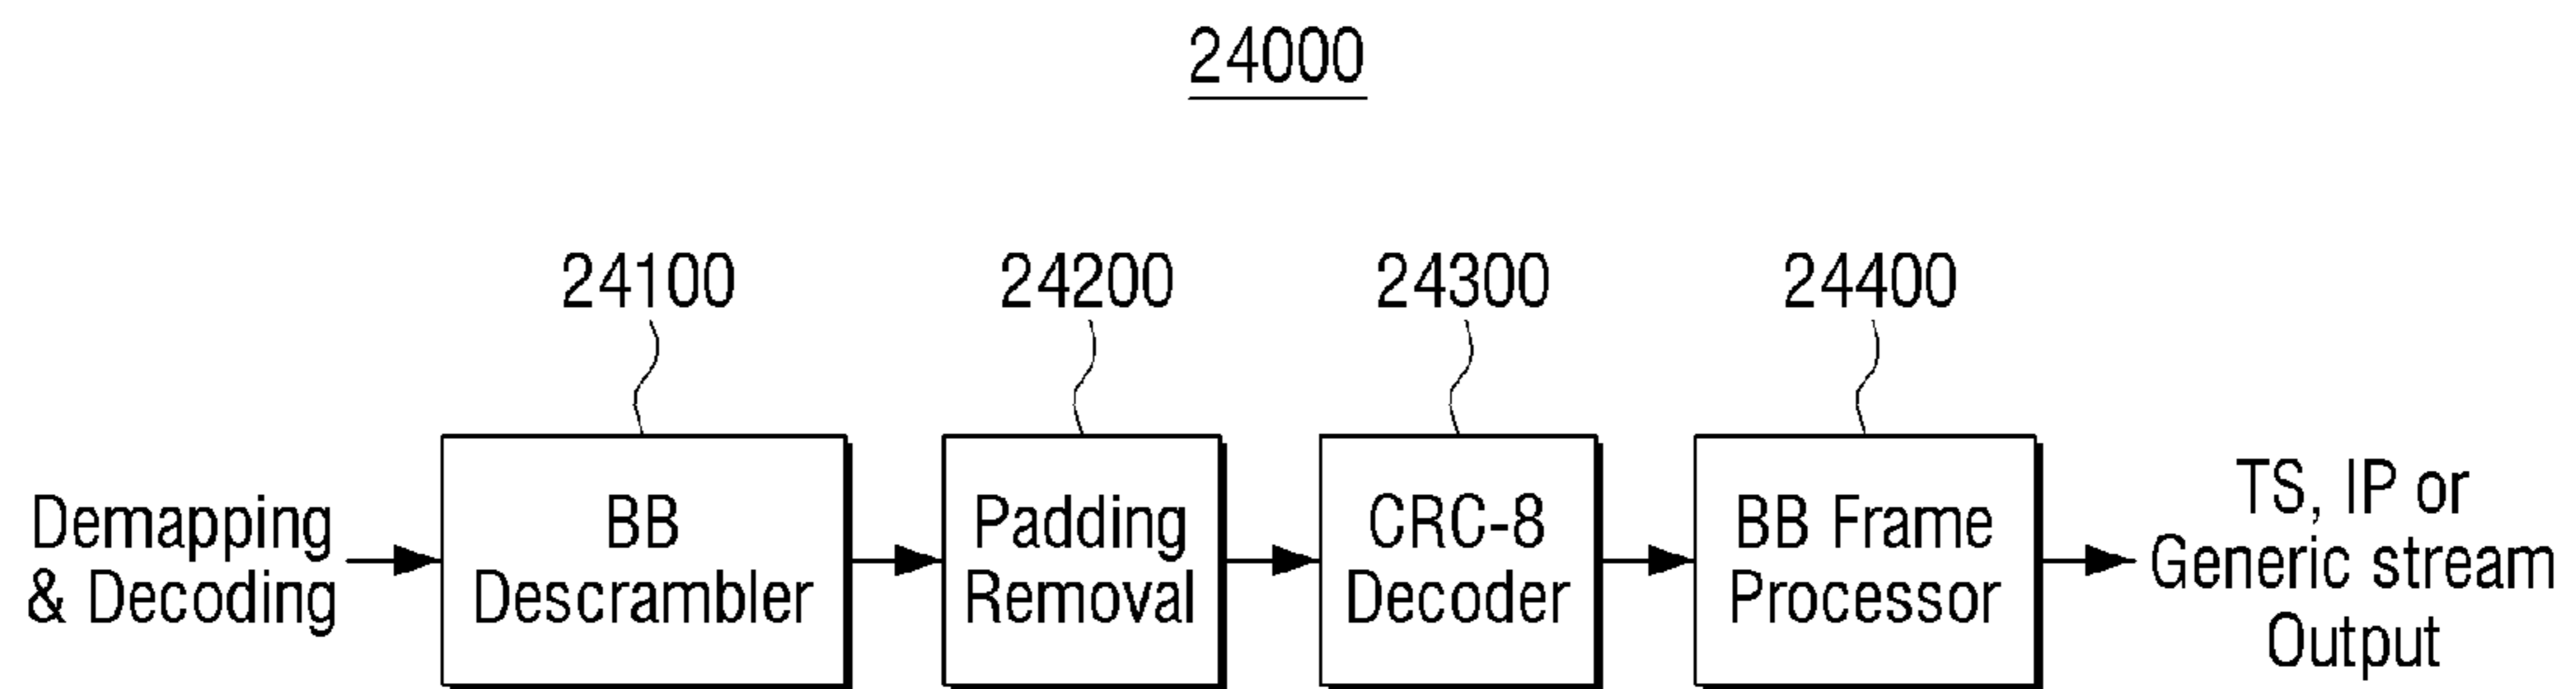 24000
24100
24200
24300
24400
Demapping
& Decoding
BB
Descrambler
Padding
Removal
CRC-8
Decoder
BB Frame
Processor
TS, IP or
Generic stream
Output